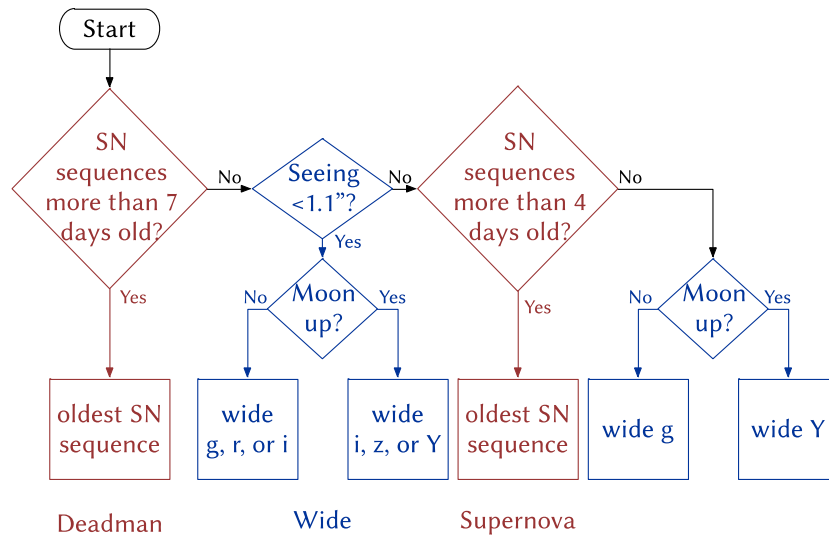 Start
SN
sequences
more than 7
days old?
No
Seeing
<1.1”?
No
SN
sequences
more than 4
days old?
No
Yes
Yes
Yes
No
Moon
up?
Yes
No
Moon
up?
Yes
oldest SN
sequence
wide
g, r, or i
wide
i, z, or Y
oldest SN
sequence
wide g
wide Y
Deadman
Wide
Supernova